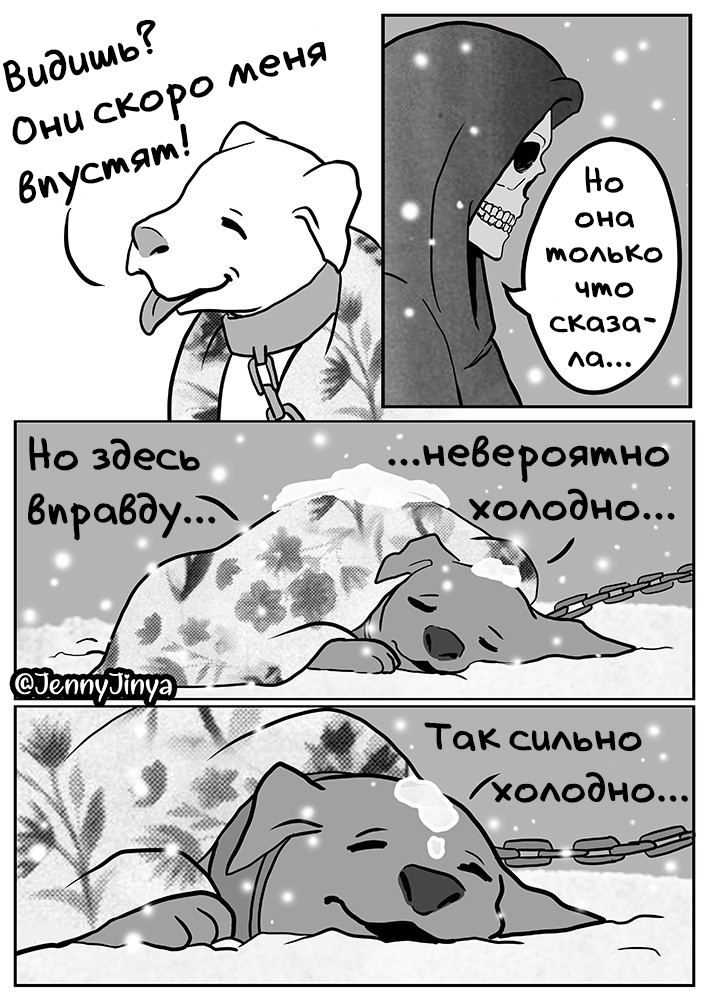 Видишь?
Они скоро меня
впустят!
Но
она
только
что
сказа-
ла...
Но здесь
вправду...
...невероятно
холодно...
@JennyJinya
Так сильно
холодно...